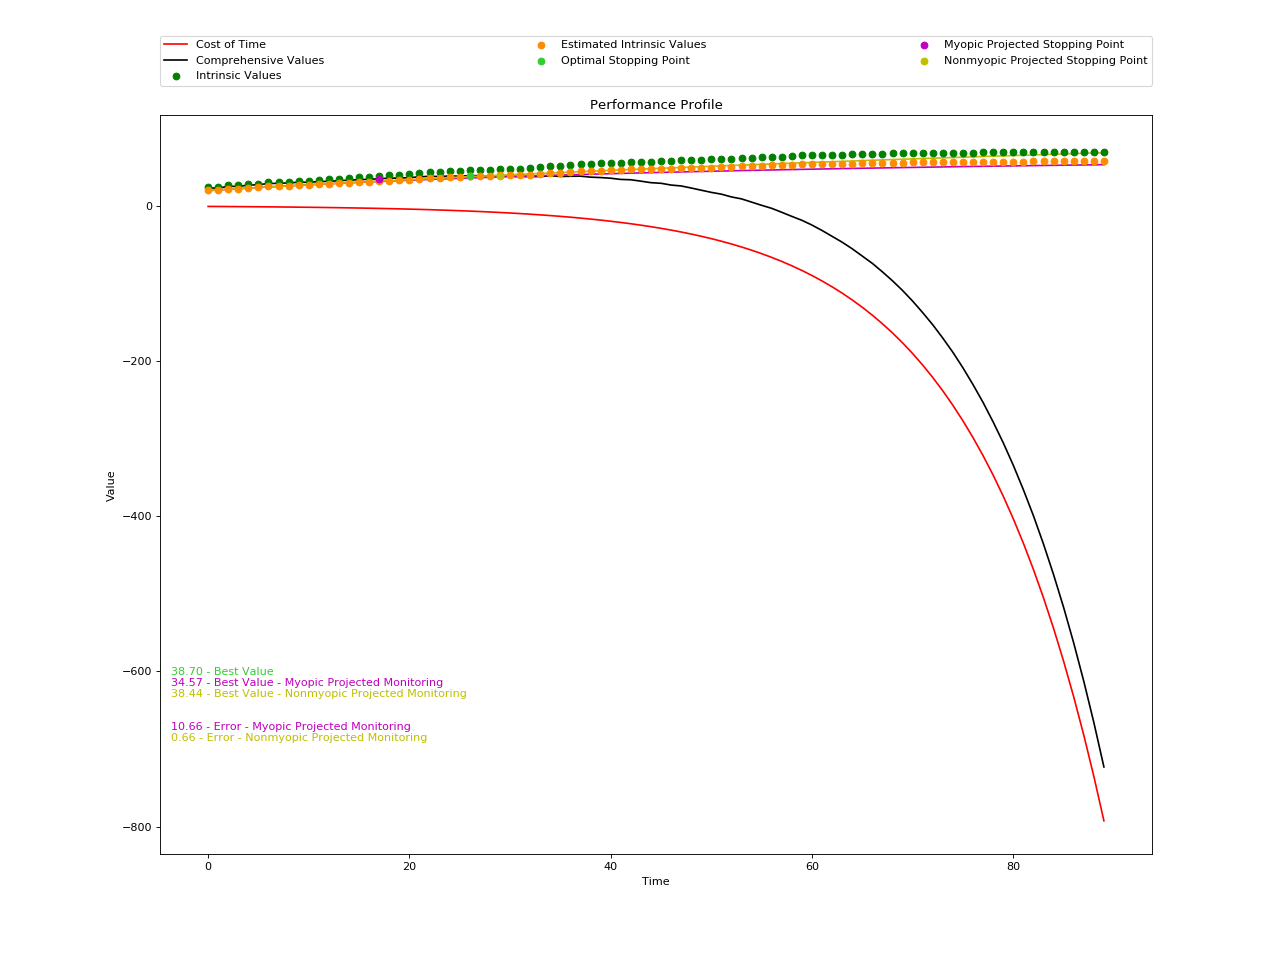 Cost of Time
Comprehensive Values
Intrinsic Values
Estimated Intrinsic Values
Optimal Stopping Point
Myopic Projected Stopping Point
Nonmyopic Projected Stopping Point
Performance Profile
0
−200
−400
−600
−800
Value
38.70 - Best Value
34.57 - Best Value - Myopic Projected Monitoring
38.44 - Best Value - Nonmyopic Projected Monitoring
10.66 - Error - Myopic Projected Monitoring
0.66 - Error - Nonmyopic Projected Monitoring
0 20 40 60 80
Time